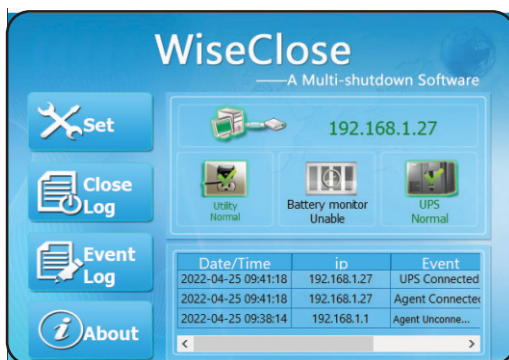 WiseClose
——A Multi-shutdown Software
Set
Close
Log
Event
Log
About
192.168.1.27
Utility
Normal
Battery monitor
Unable
UPS
Normal
Date/Time ip Event
2022-04-25 09:41:18 192.168.1.27 UPS Connected
2022-04-25 09:41:18 192.168.1.27 Agent Connected
2022-04-25 09:38:14 192.168.1.1 Agent Unconne...